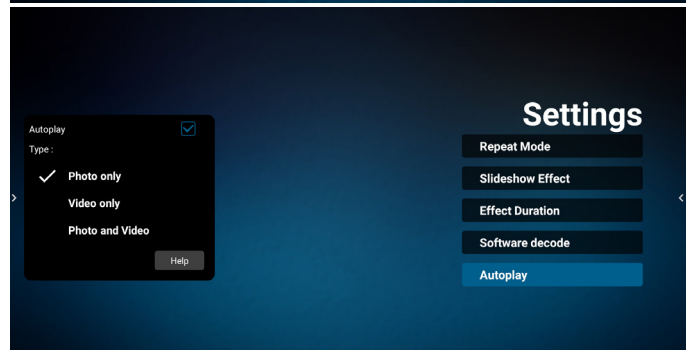 Settings
Autoplay
Type :
Photo only
Video only
Photo and Video
Help
Repeat Mode
Slideshow Effect
Effect Duration
Software decode
Autoplay